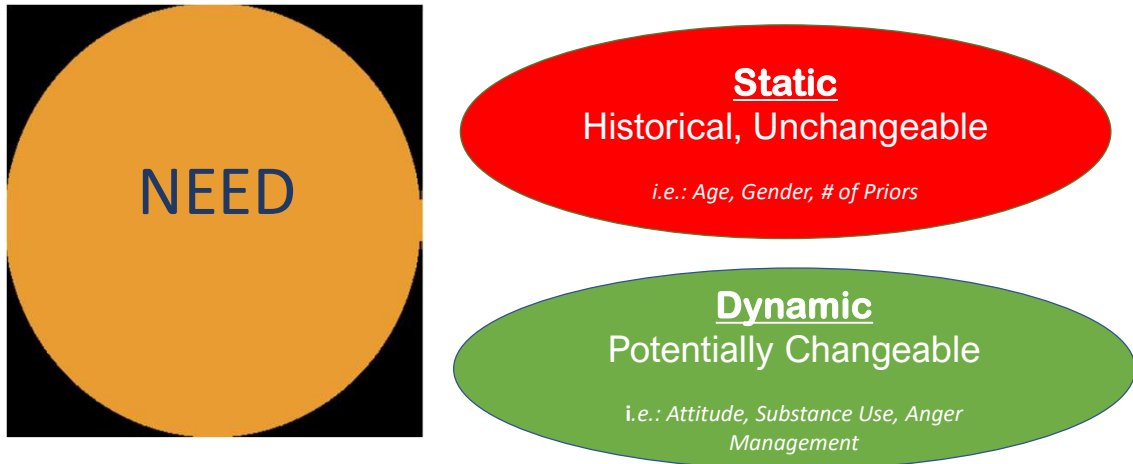 NEED
Static
Historical, Unchangeable
i.e.: Age, Gender, # of Priors
Dynamic
Potentially Changeable
i.e.: Attitude, Substance Use, Anger
Management